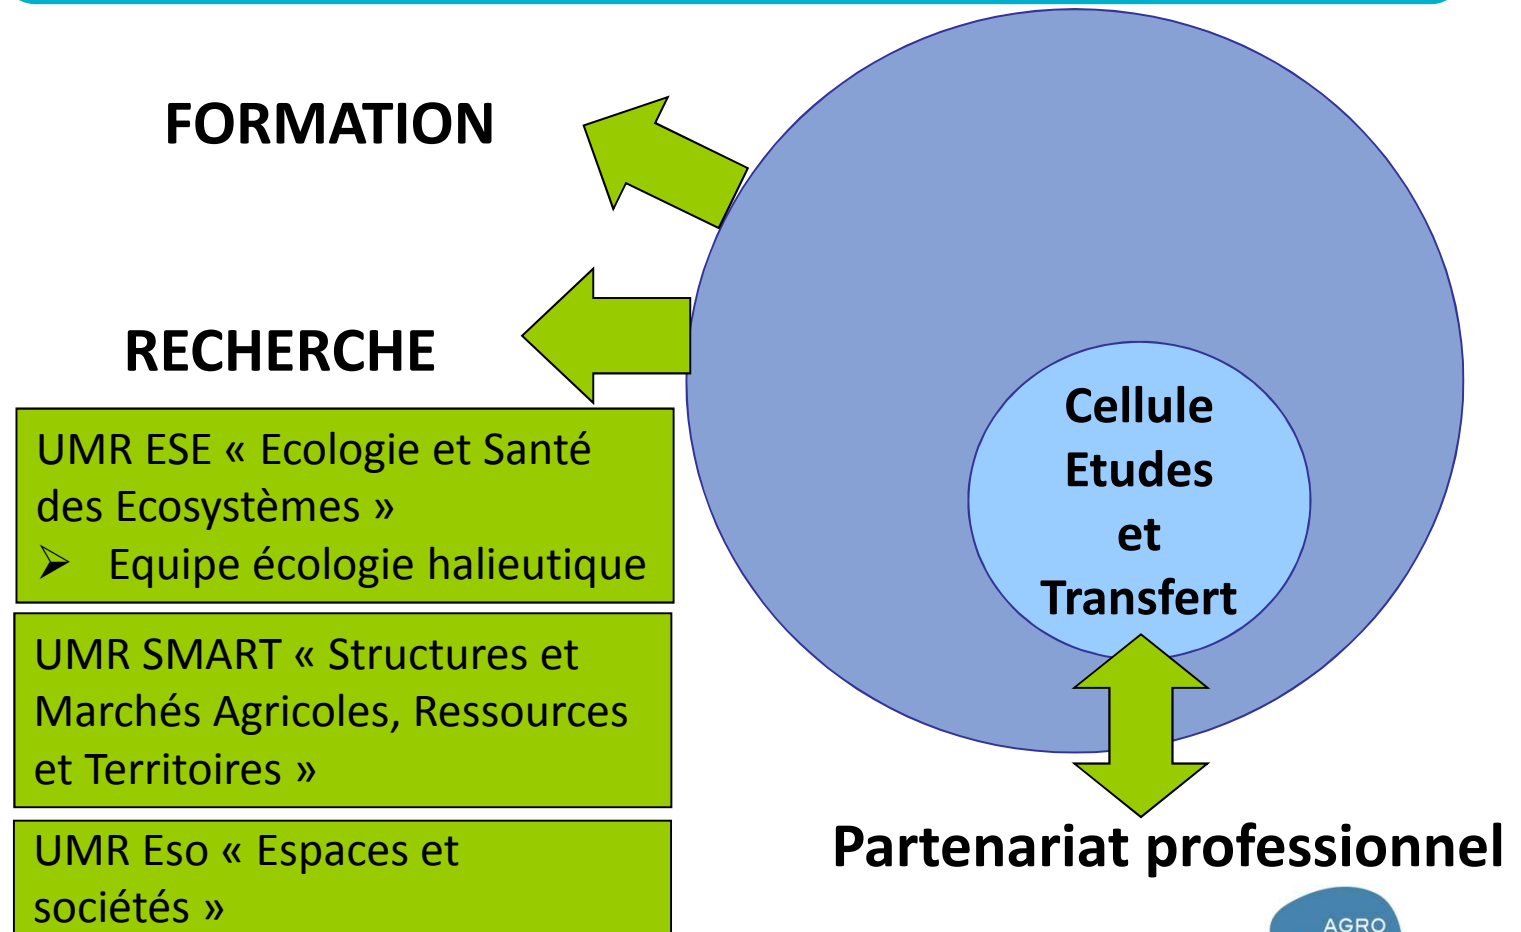 FORMATION
RECHERCHE
UMR ESE « Ecologie et Santé
des Ecosystèmes »
➢ Equipe écologie halieutique
UMR SMART « Structures et
Marchés Agricoles, Ressources
et Territoires »
UMR Eso « Espaces et
sociétés »
Cellule
Etudes
et
Transfert
Partenariat professionnel
AGRO